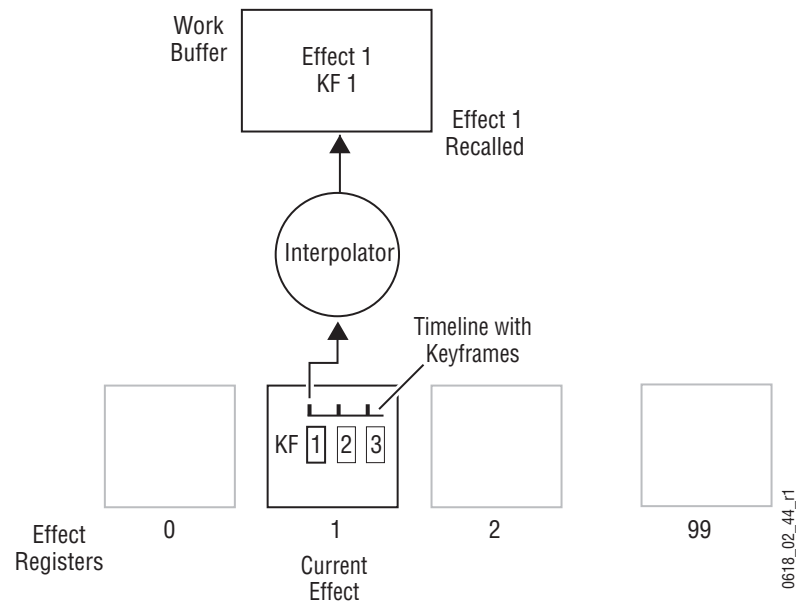 Work
Buffer
Effect 1
KF 1
Effect 1
Recalled
Interpolator
Timeline with
Keyframes
KF 1 2 3
Effect
Registers
0
1
2
99
Current
Effect
0618_02_44_r1